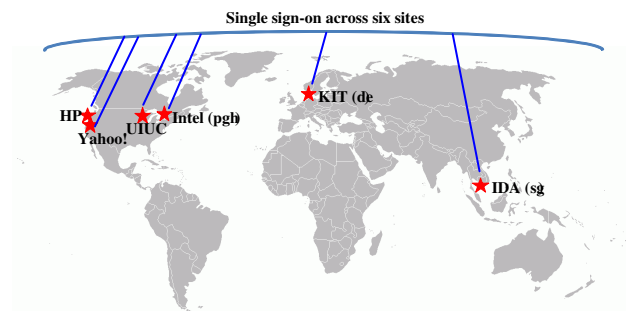 Single sign-on across six sites
KIT (de)
HP
Intel (pgh)
UIUC
Yahoo!
IDA (sg)